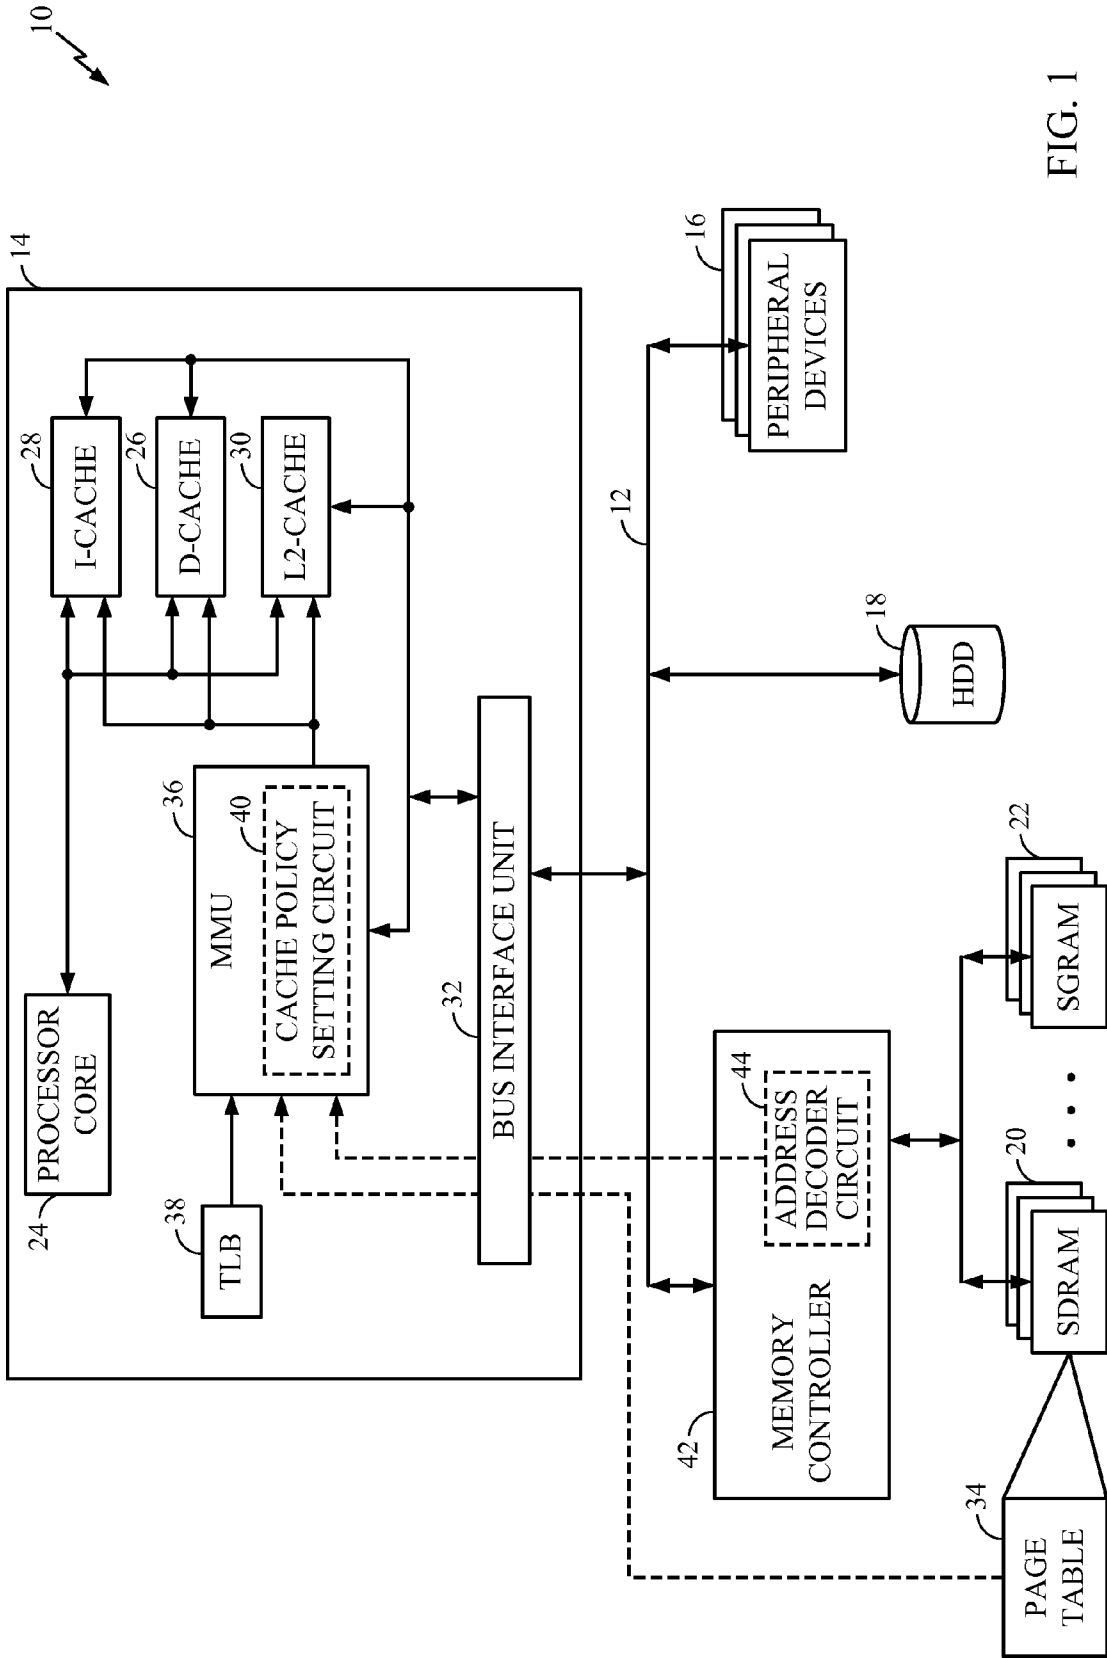 10
14
28
I-CACHE
26
D-CACHE
30
L2-CACHE
PROCESSOR
CORE
24
36
MMU
40
CACHE POLICY
SETTING CIRCUIT
38
TLB
32
BUS INTERFACE UNIT
12
16
PERIPHERAL
DEVICES
18
HDD
42
MEMORY
CONTROLLER
44
ADDRESS
DECODER
CIRCUIT
22
SGRAM
20
SDRAM
34
PAGE
TABLE
FIG. 1